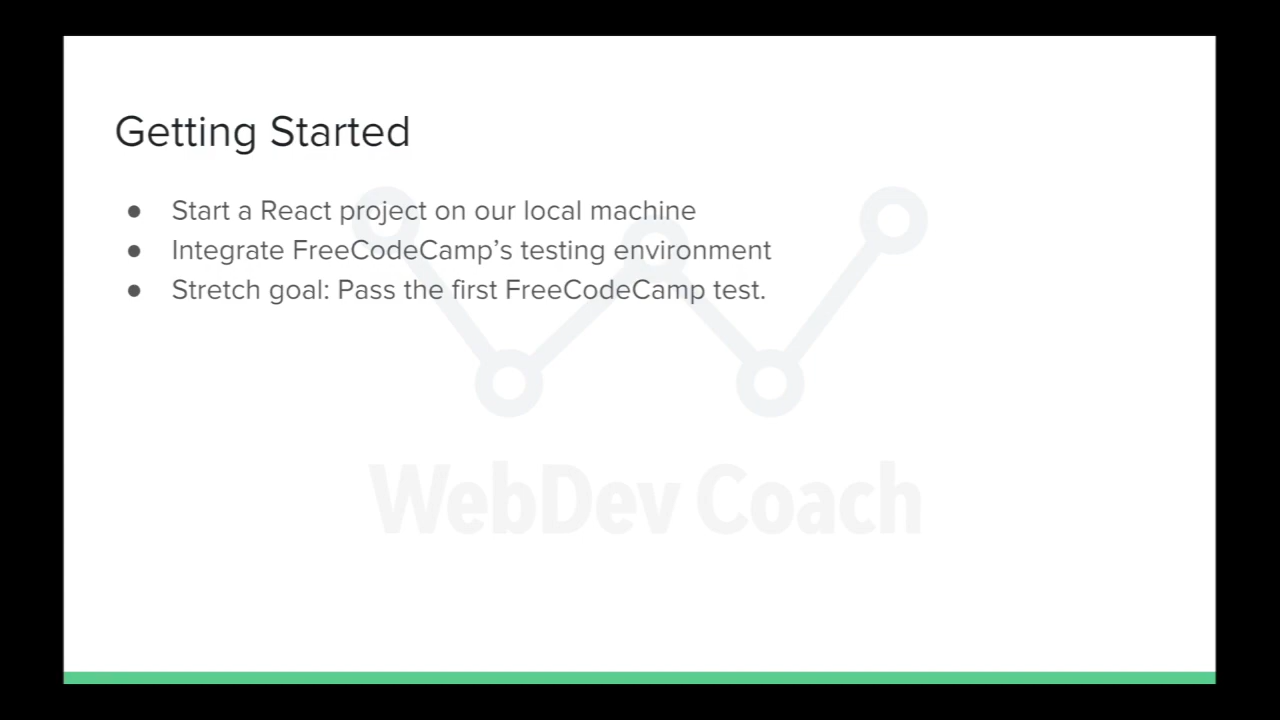 Getting Started
● Start a React project on our local machine
● Integrate FreeCodeCamp’s testing environment
● Stretch goal: Pass the first FreeCodeCamp test.
WebDev Coach